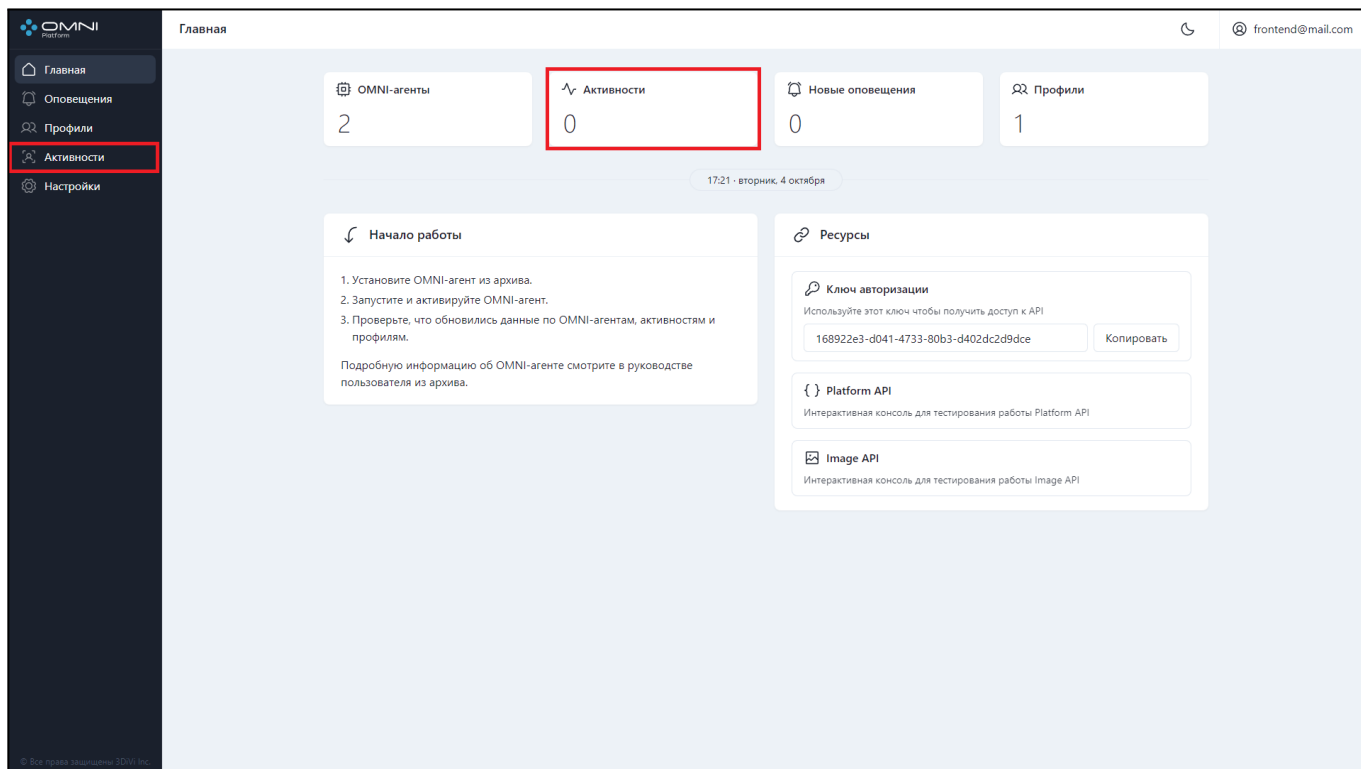 OMNI
Platform
Главная
frontend@mail.com
Главная
Оповещения
Профили
Активности
Настройки
OMNI-агенты
2
Активности
0
Новые оповещения
0
Профили
1
17:21 · вторник, 4 октября
Начало работы
1. Установите OMNI-агент из архива.
2. Запустите и активируйте OMNI-агент.
3. Проверьте, что обновились данные по OMNI-агентам, активностям и
профилям.
Подробную информацию об OMNI-агенте смотрите в руководстве
пользователя из архива.
Ресурсы
Ключ авторизации
Используйте этот ключ чтобы получить доступ к API
168922e3-d041-4733-80b3-d402dc2d9dce
Копировать
{ } Platform API
Интерактивная консоль для тестирования работы Platform API
Image API
Интерактивная консоль для тестирования работы Image API
© Все права защищены 3DiVi Inc.